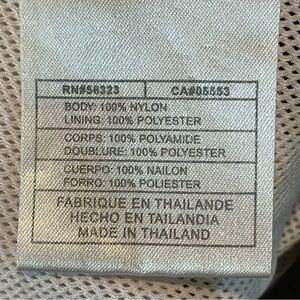 RN#56323 CA#05553
BODY: 100% NYLON
LINING: 100% POLYESTER
CORPS: 100% POLYAMIDE
DOUBLURE: 100% POLYESTER
CUERPO: 100% NAILON
FORRO: 100% POLIESTER
FABRIQUE EN THAILANDE
HECHO EN TAILANDIA
MADE IN THAILAND